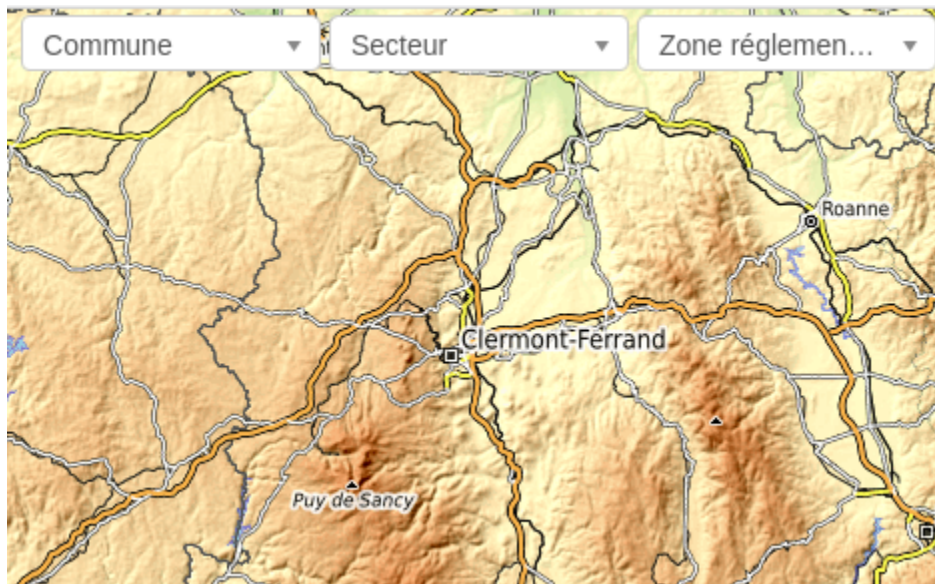 Commune
Secteur
Zone réglemen...
Roanne
Clermont-Ferrand
Puy de Sancy